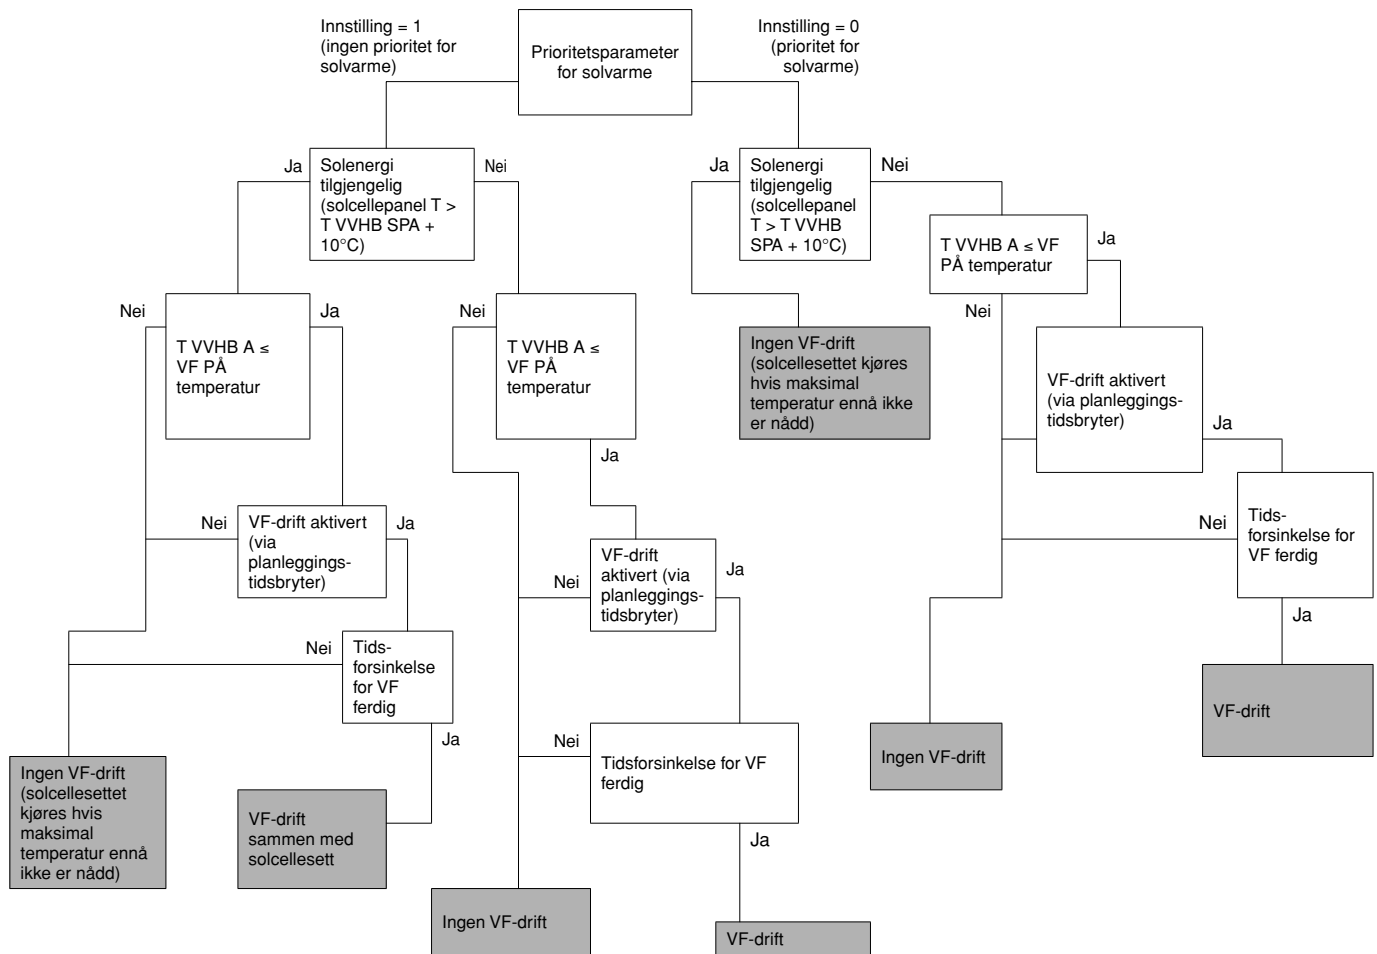 Innstilling = 1
(ingen prioritet for
solvarme)
Prioritetsparameter
for solvarme
Innstilling = 0
(prioritet for
solvarme)
Ja
Solenergi
tilgjengelig
(solcellepanel T >
T VVHB SPA +
10°C)
Nei
Ja
Solenergi
tilgjengelig
(solcellepanel
T > T VVHB
SPA + 10°C)
Nei
T VVHB A ≤ VF
PÅ temperatur
Ja
Nei
Nei
T VVHB A ≤
VF PÅ
temperatur
Ja
Nei
T VVHB A ≤
VF PÅ
temperatur
Ja
Ingen VF-drift
(solcellesettet kjøres
hvis maksimal
temperatur ennå ikke
er nådd)
VF-drift aktivert
(via planleggings-
tidsbryter)
Ja
Nei
VF-drift aktivert
(via
planleggings-
tidsbryter)
Ja
Nei
VF-drift
aktivert (via
planleggings-
tidsbryter)
Ja
Nei
Tids-
forsinkelse for
VF ferdig
Ja
Nei
Tids-
forsinkelse
for VF
ferdig
Ja
Nei
Tidsforsinkelse for VF
ferdig
Ja
Ingen VF-drift
VF-drift
Ingen VF-drift
(solcellesettet
kjøres hvis
maksimal
temperatur ennå
ikke er nådd)
VF-drift
sammen med
solcellesett
Ingen VF-drift
VF-drift